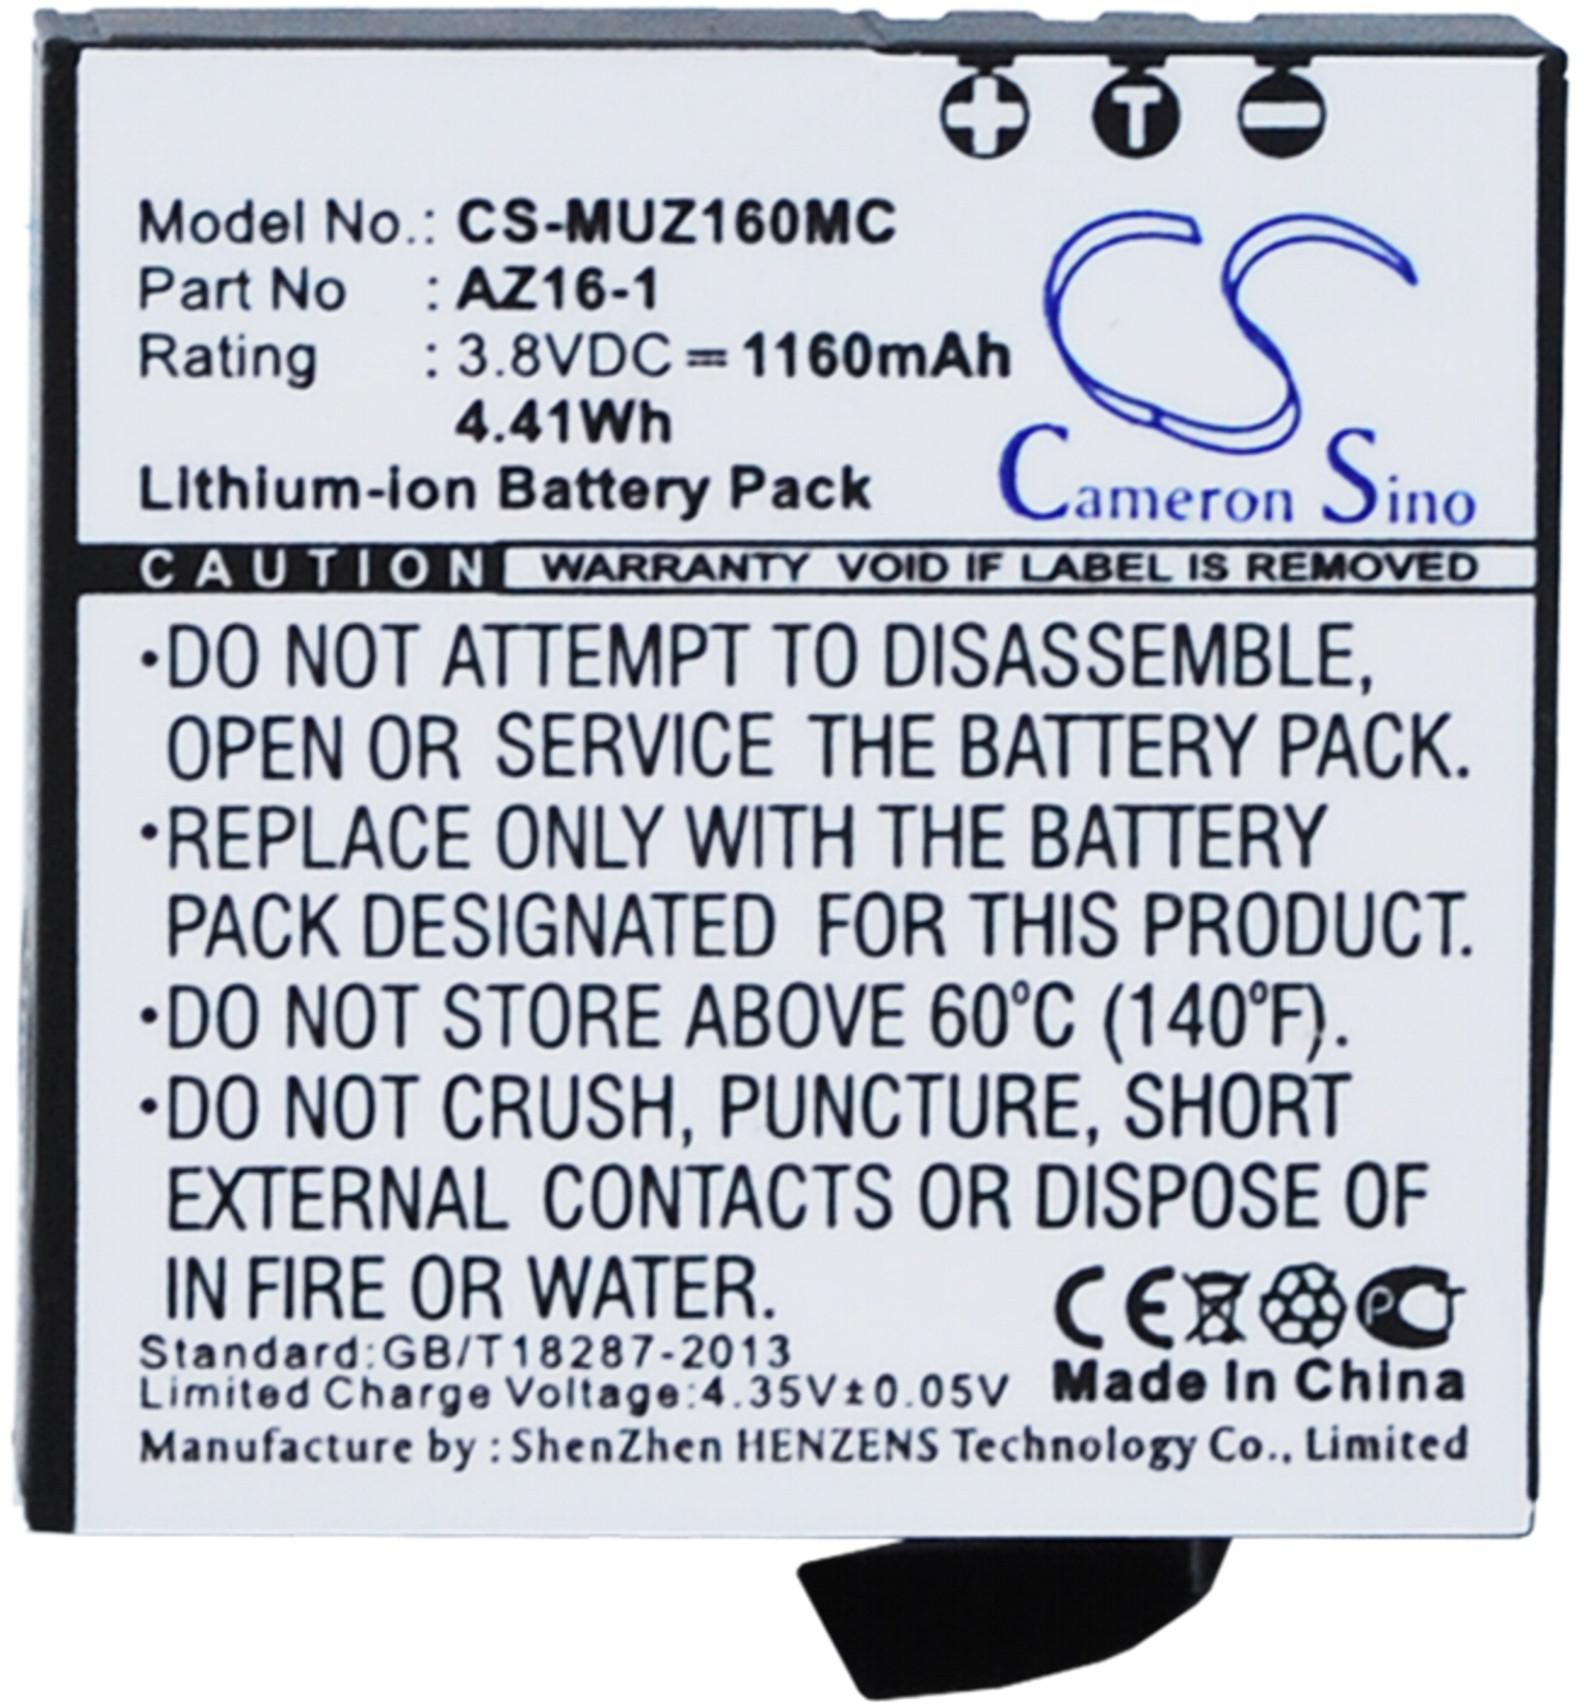 + T −
Model No.: CS-MUZ160MC
Part No : AZ16-1
Rating : 3.8VDC = 1160mAh
4.41Wh
Lithium-ion Battery Pack
CS
Cameron Sino
CAUTION WARRANTY VOID IF LABEL IS REMOVED
•DO NOT ATTEMPT TO DISASSEMBLE,
OPEN OR SERVICE THE BATTERY PACK.
•REPLACE ONLY WITH THE BATTERY
PACK DESIGNATED FOR THIS PRODUCT.
•DO NOT STORE ABOVE 60°C (140°F).
•DO NOT CRUSH, PUNCTURE, SHORT
EXTERNAL CONTACTS OR DISPOSE OF
IN FIRE OR WATER.
CE PCT
Standard:GB/T18287-2013
Limited Charge Voltage:4.35V±0.05V
Made In China
Manufacture by : ShenZhen HENZENS Technology Co., Limited